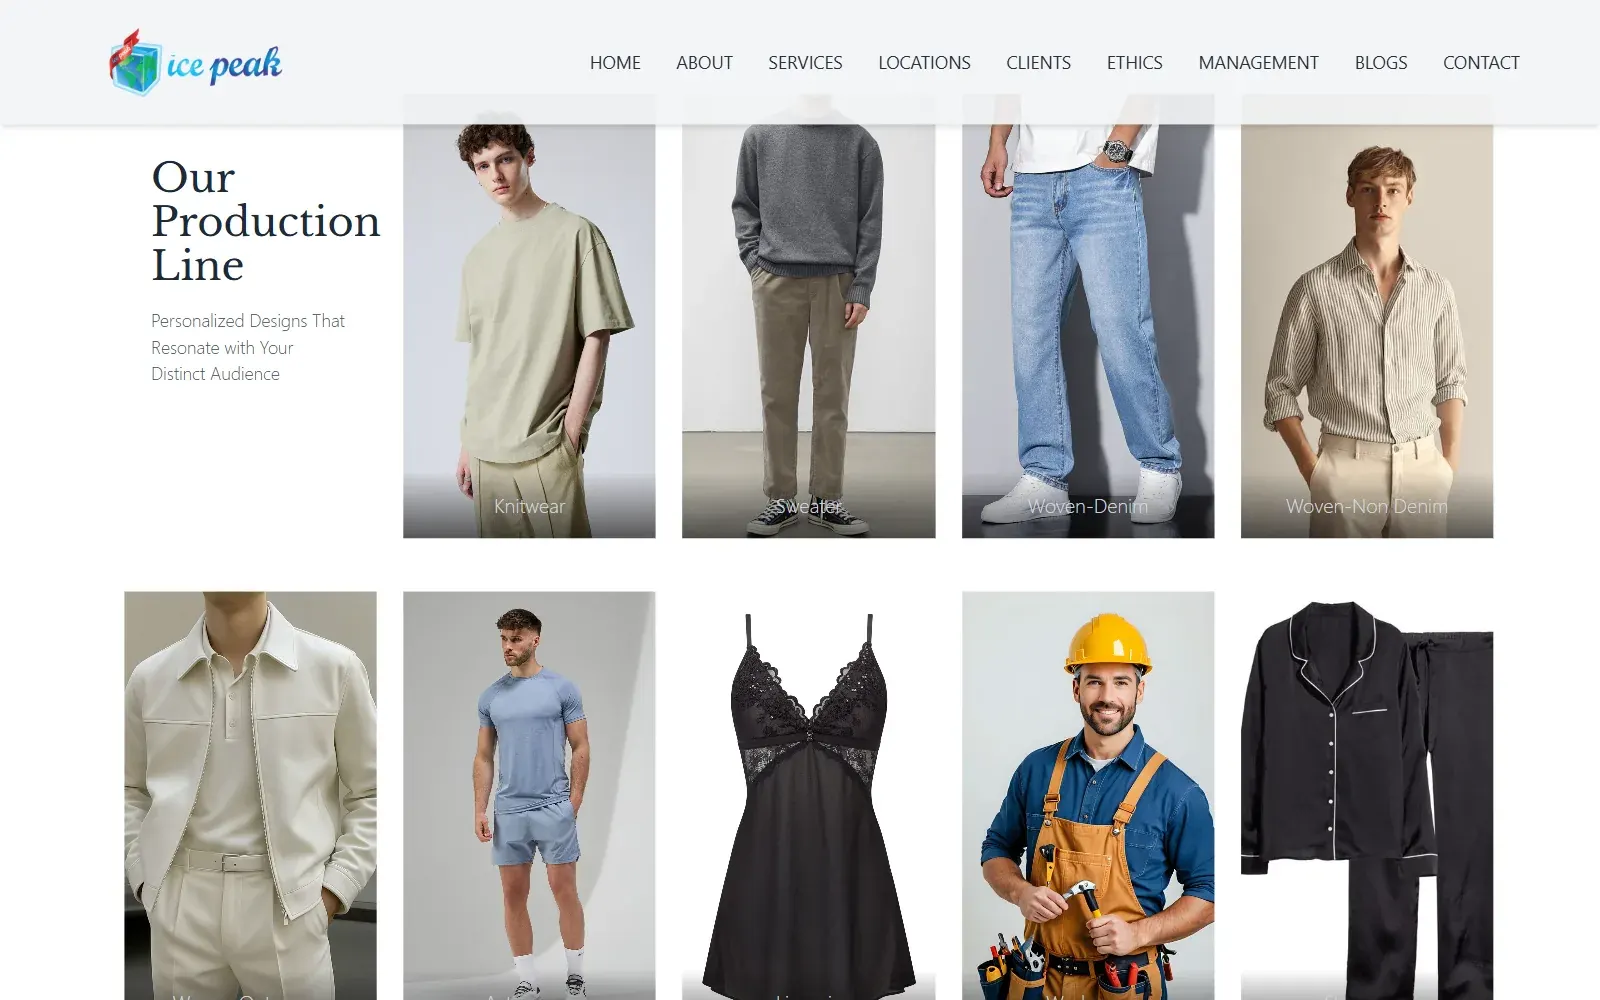 ice peak
HOME ABOUT SERVICES LOCATIONS CLIENTS ETHICS MANAGEMENT BLOGS CONTACT
Our
Production
Line
Personalized Designs That
Resonate with Your
Distinct Audience
Knitwear
Sweater
Woven-Denim
Woven-Non Denim